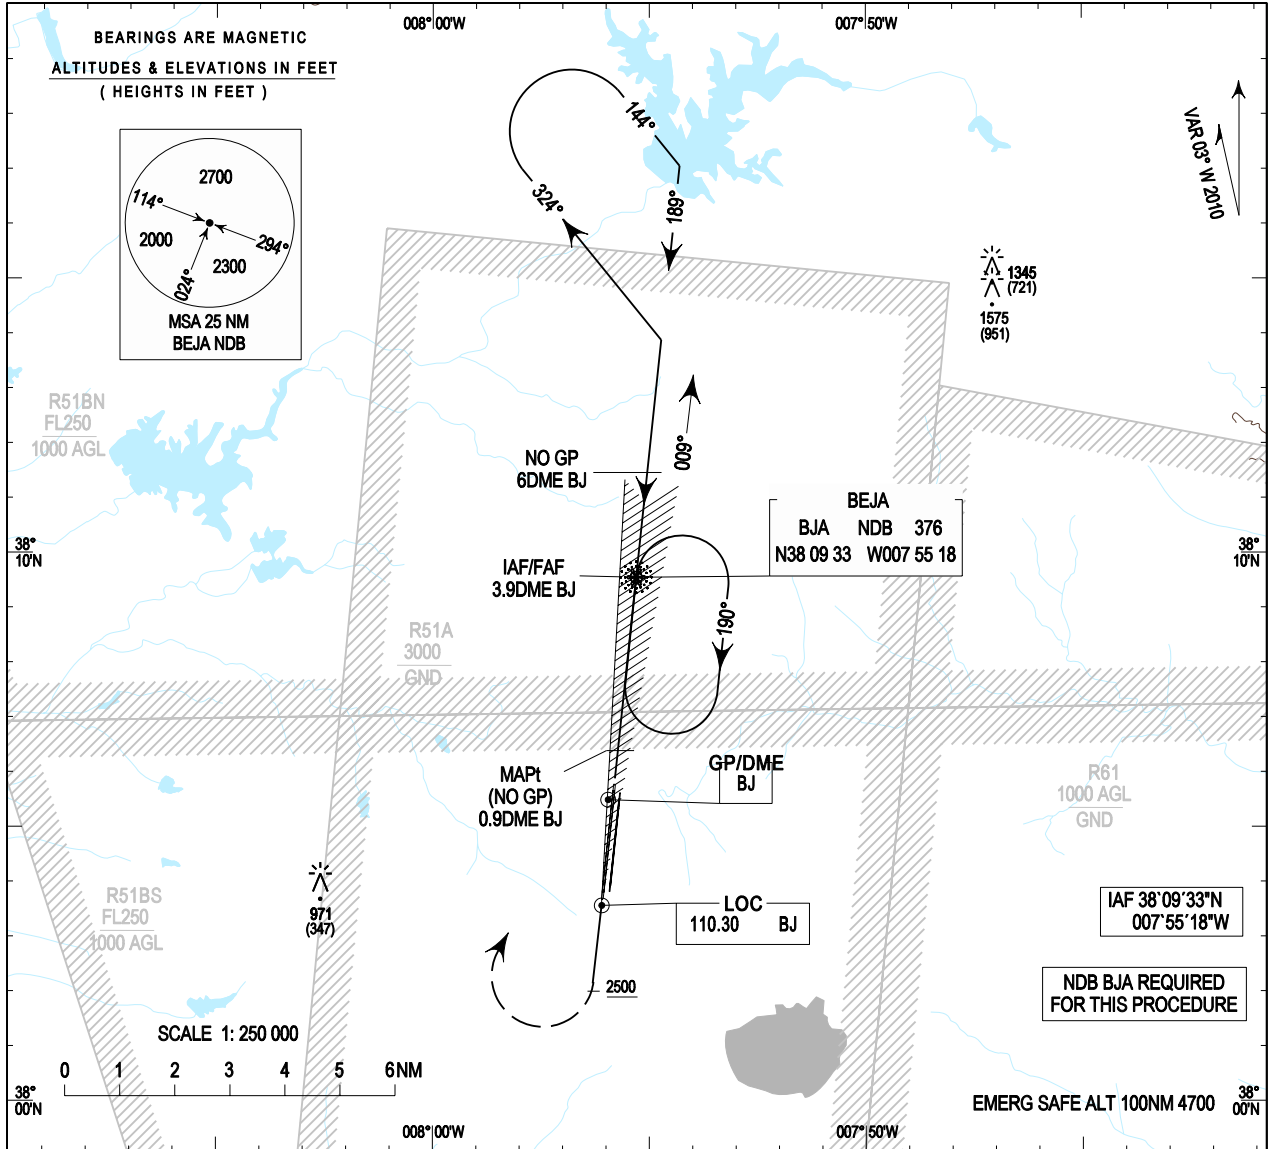 008° 00'W
007° 50'W
BEARINGS ARE MAGNETIC
ALTITUDES & ELEVATIONS IN FEET
( HEIGHTS IN FEET )
2700
114°
2000
294°
2300
024°
MSA 25 NM
BEJA NDB
144°
324°
189°
VAR 03° W 2010
1345
(721)
1575
(951)
R51BN
FL250
1000 AGL
009°
NO GP
6DME BJ
BEJA
BJA NDB 376
N38 09 33 W007 55 18
38°
10'N
38°
10'N
IAF/FAF
3.9DME BJ
190°
R51A
3000
GND
MAPt
(NO GP)
0.9DME BJ
GP/DME
BJ
R61
1000 AGL
GND
R51BS
FL250
1000 AGL
971
(347)
LOC
110.30 BJ
IAF 38°09'33"N
007°55'18"W
2500
NDB BJA REQUIRED
FOR THIS PROCEDURE
SCALE 1: 250 000
0 1 2 3 4 5 6NM
38°
00'N
EMERG SAFE ALT 100NM 4700
38°
00'N
008° 00'W
007° 50'W